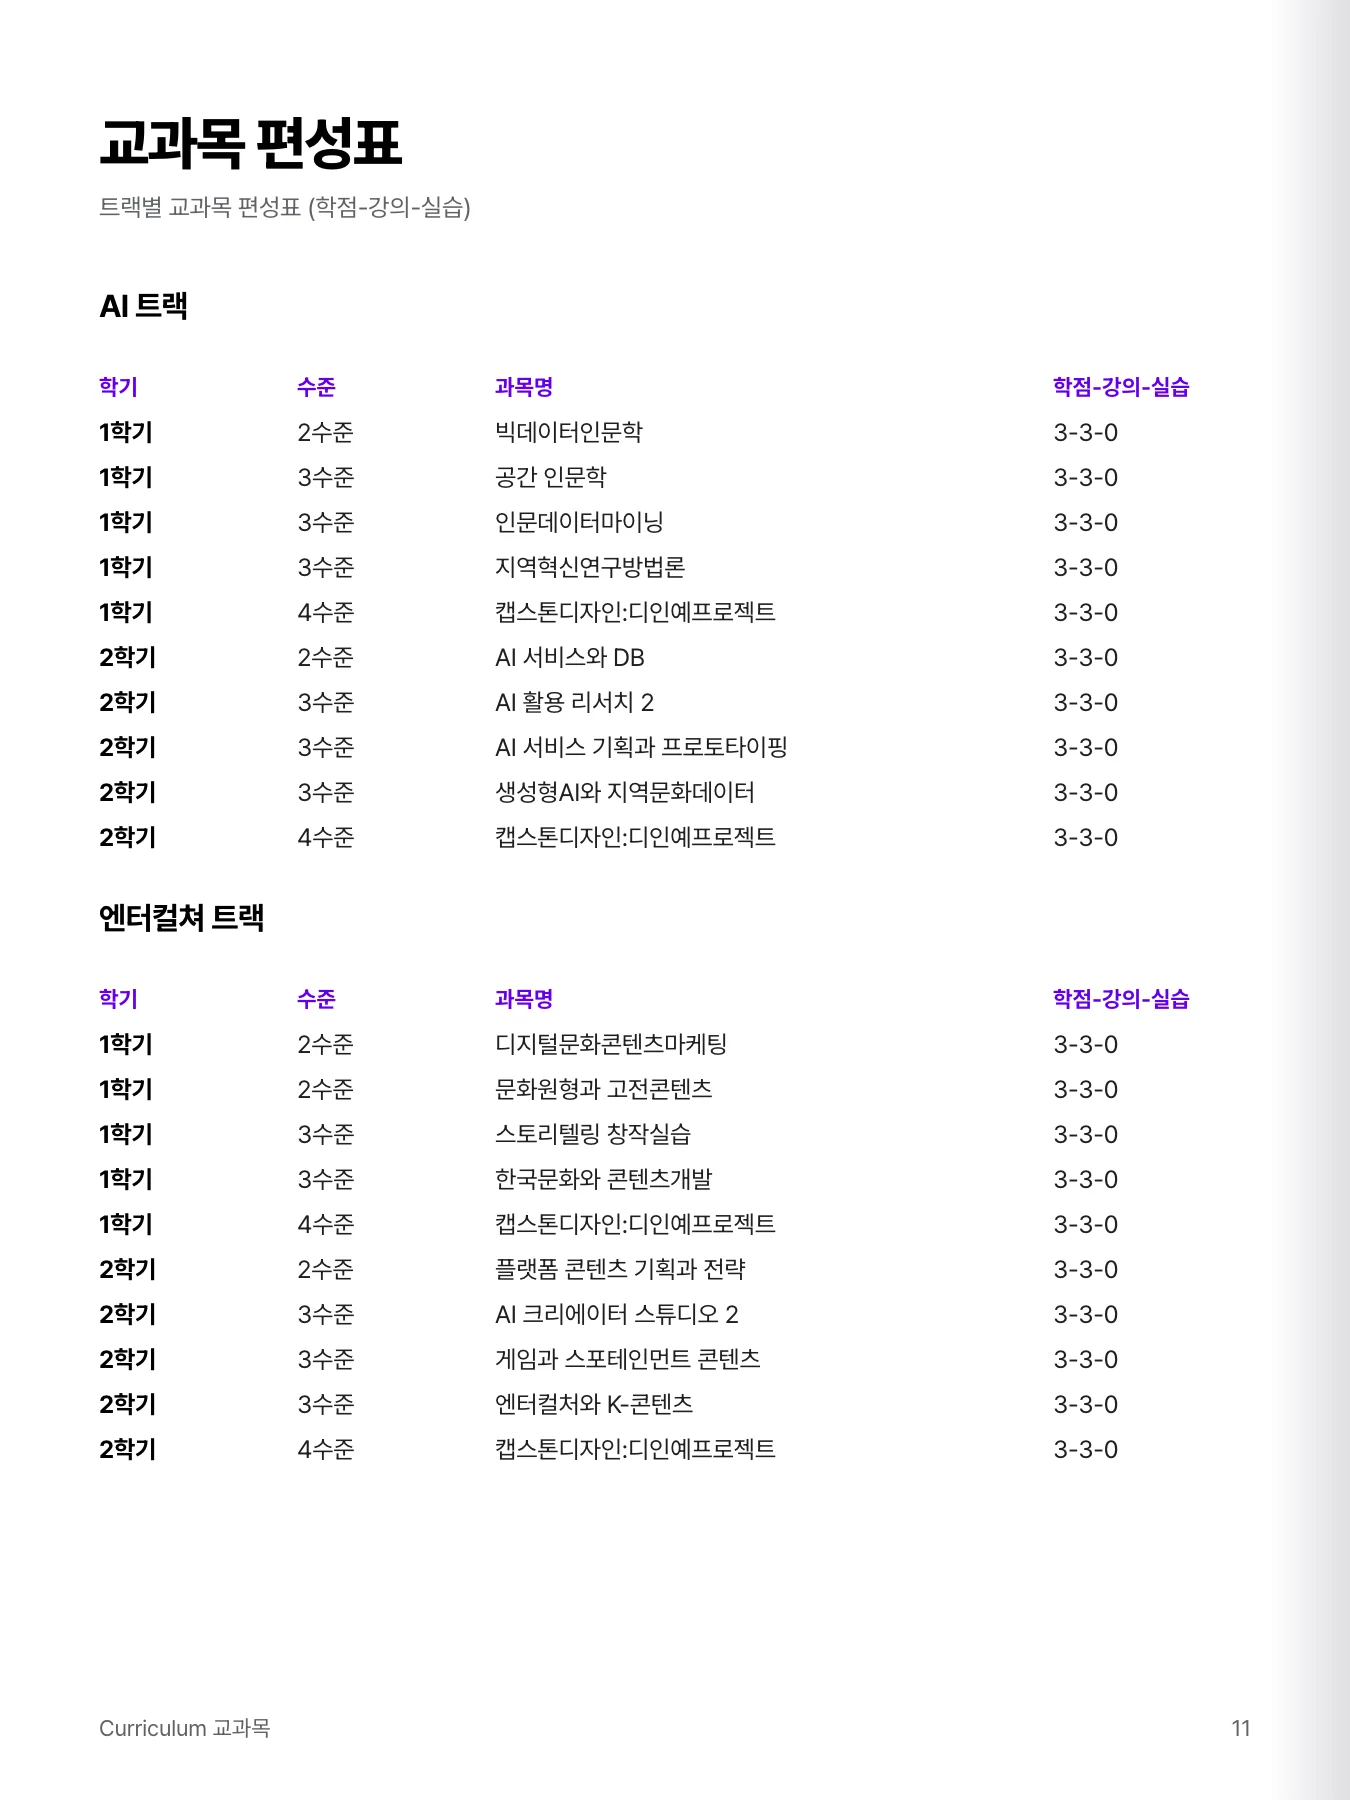 교과목 편성표
트랙별 교과목 편성표 (학점-강의-실습)
AI 트랙
학기 수준 과목명 학점-강의-실습
1학기 2수준 빅데이터인문학 3-3-0
1학기 3수준 공간 인문학 3-3-0
1학기 3수준 인문데이터마이닝 3-3-0
1학기 3수준 지역혁신연구방법론 3-3-0
1학기 4수준 캡스톤디자인:디인예프로젝트 3-3-0
2학기 2수준 AI 서비스와 DB 3-3-0
2학기 3수준 AI 활용 리서치 2 3-3-0
2학기 3수준 AI 서비스 기획과 프로토타이핑 3-3-0
2학기 3수준 생성형AI와 지역문화데이터 3-3-0
2학기 4수준 캡스톤디자인:디인예프로젝트 3-3-0
엔터컬쳐 트랙
학기 수준 과목명 학점-강의-실습
1학기 2수준 디지털문화콘텐츠마케팅 3-3-0
1학기 2수준 문화원형과 고전콘텐츠 3-3-0
1학기 3수준 스토리텔링 창작실습 3-3-0
1학기 3수준 한국문화와 콘텐츠개발 3-3-0
1학기 4수준 캡스톤디자인:디인예프로젝트 3-3-0
2학기 2수준 플랫폼 콘텐츠 기획과 전략 3-3-0
2학기 3수준 AI 크리에이터 스튜디오 2 3-3-0
2학기 3수준 게임과 스포테인먼트 콘텐츠 3-3-0
2학기 3수준 엔터컬처와 K-콘텐츠 3-3-0
2학기 4수준 캡스톤디자인:디인예프로젝트 3-3-0
Curriculum 교과목 11